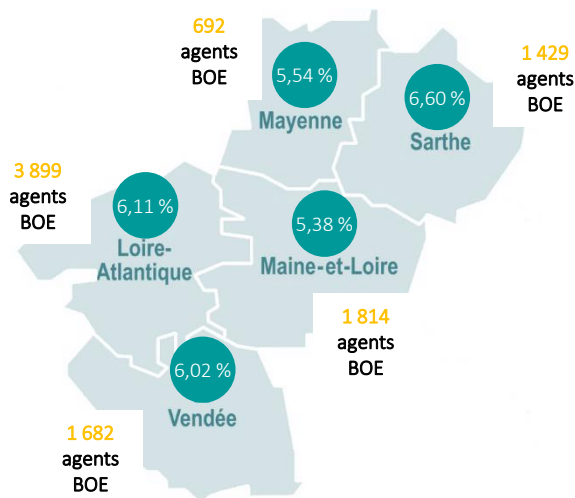 692
agents
BOE
5,54 %
Mayenne
1 429
agents
BOE
6,60 %
Sarthe
3 899
agents
BOE
6,11 %
Loire-
Atlantique
5,38 %
Maine-et-Loire
1 814
agents
BOE
6,02 %
Vendée
1 682
agents
BOE